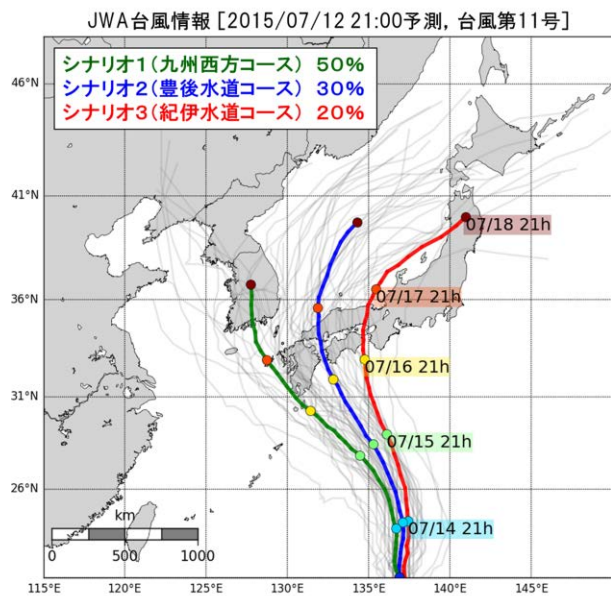 JWA台風情報 [2015/07/12 21:00予測, 台風第11号]
シナリオ1(九州西方コース) 50%
シナリオ2(豊後水道コース) 30%
シナリオ3(紀伊水道コース) 20%
46°N
41°N
36°N
31°N
26°N
07/18 21h
07/17 21h
07/16 21h
07/15 21h
07/14 21h
km
0 500 1000
115°E 120°E 125°E 130°E 135°E 140°E 145°E